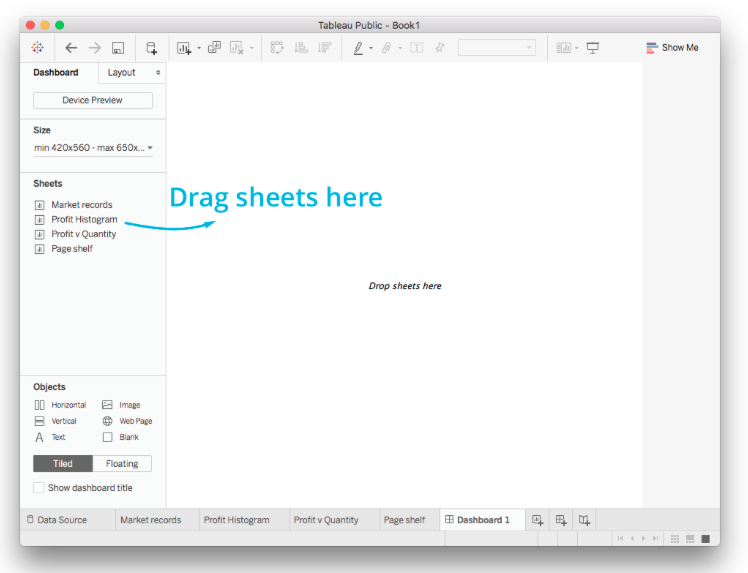 Tableau Public - Book1
Show Me
Dashboard Layout
Device Preview
Size
min 420x560 - max 650x...
Sheets
Market records
Profit Histogram
Profit v Quantity
Page shelf
Drag sheets here
Drop sheets here
Objects
Horizontal Image
Vertical Web Page
A Text Blank
Tiled Floating
Show dashboard title
Data Source Market records Profit Histogram Profit v Quantity Page shelf Dashboard 1